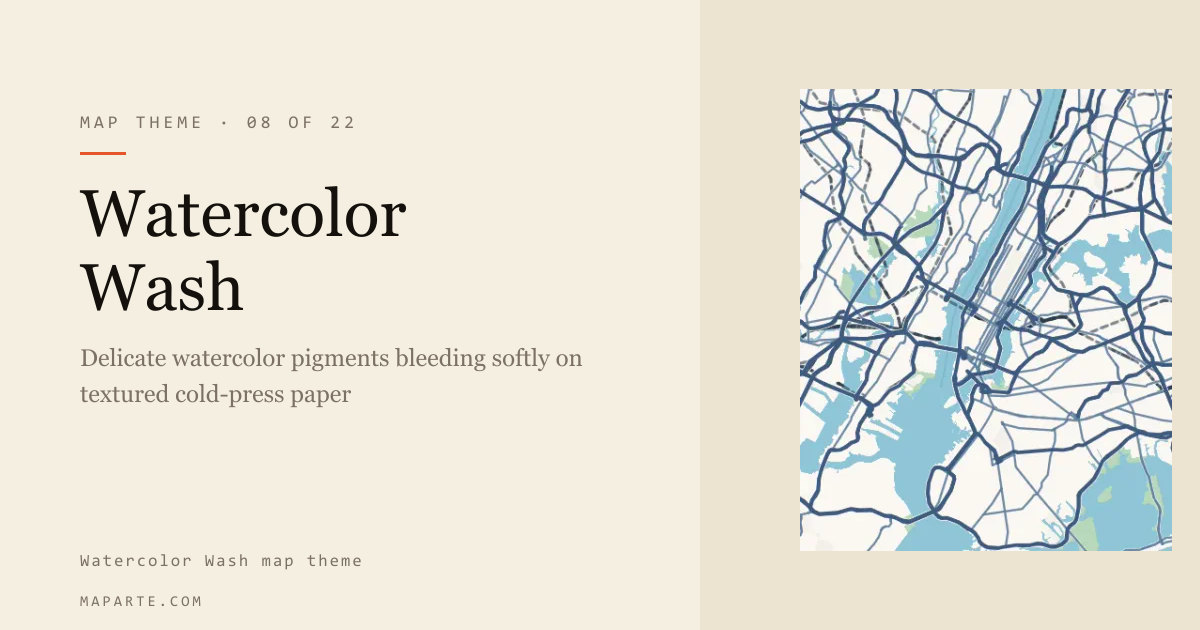 MAP THEME · 08 OF 22
Watercolor
Wash
Delicate watercolor pigments bleeding softly on
textured cold-press paper
Watercolor Wash map theme
MAPARTE.COM